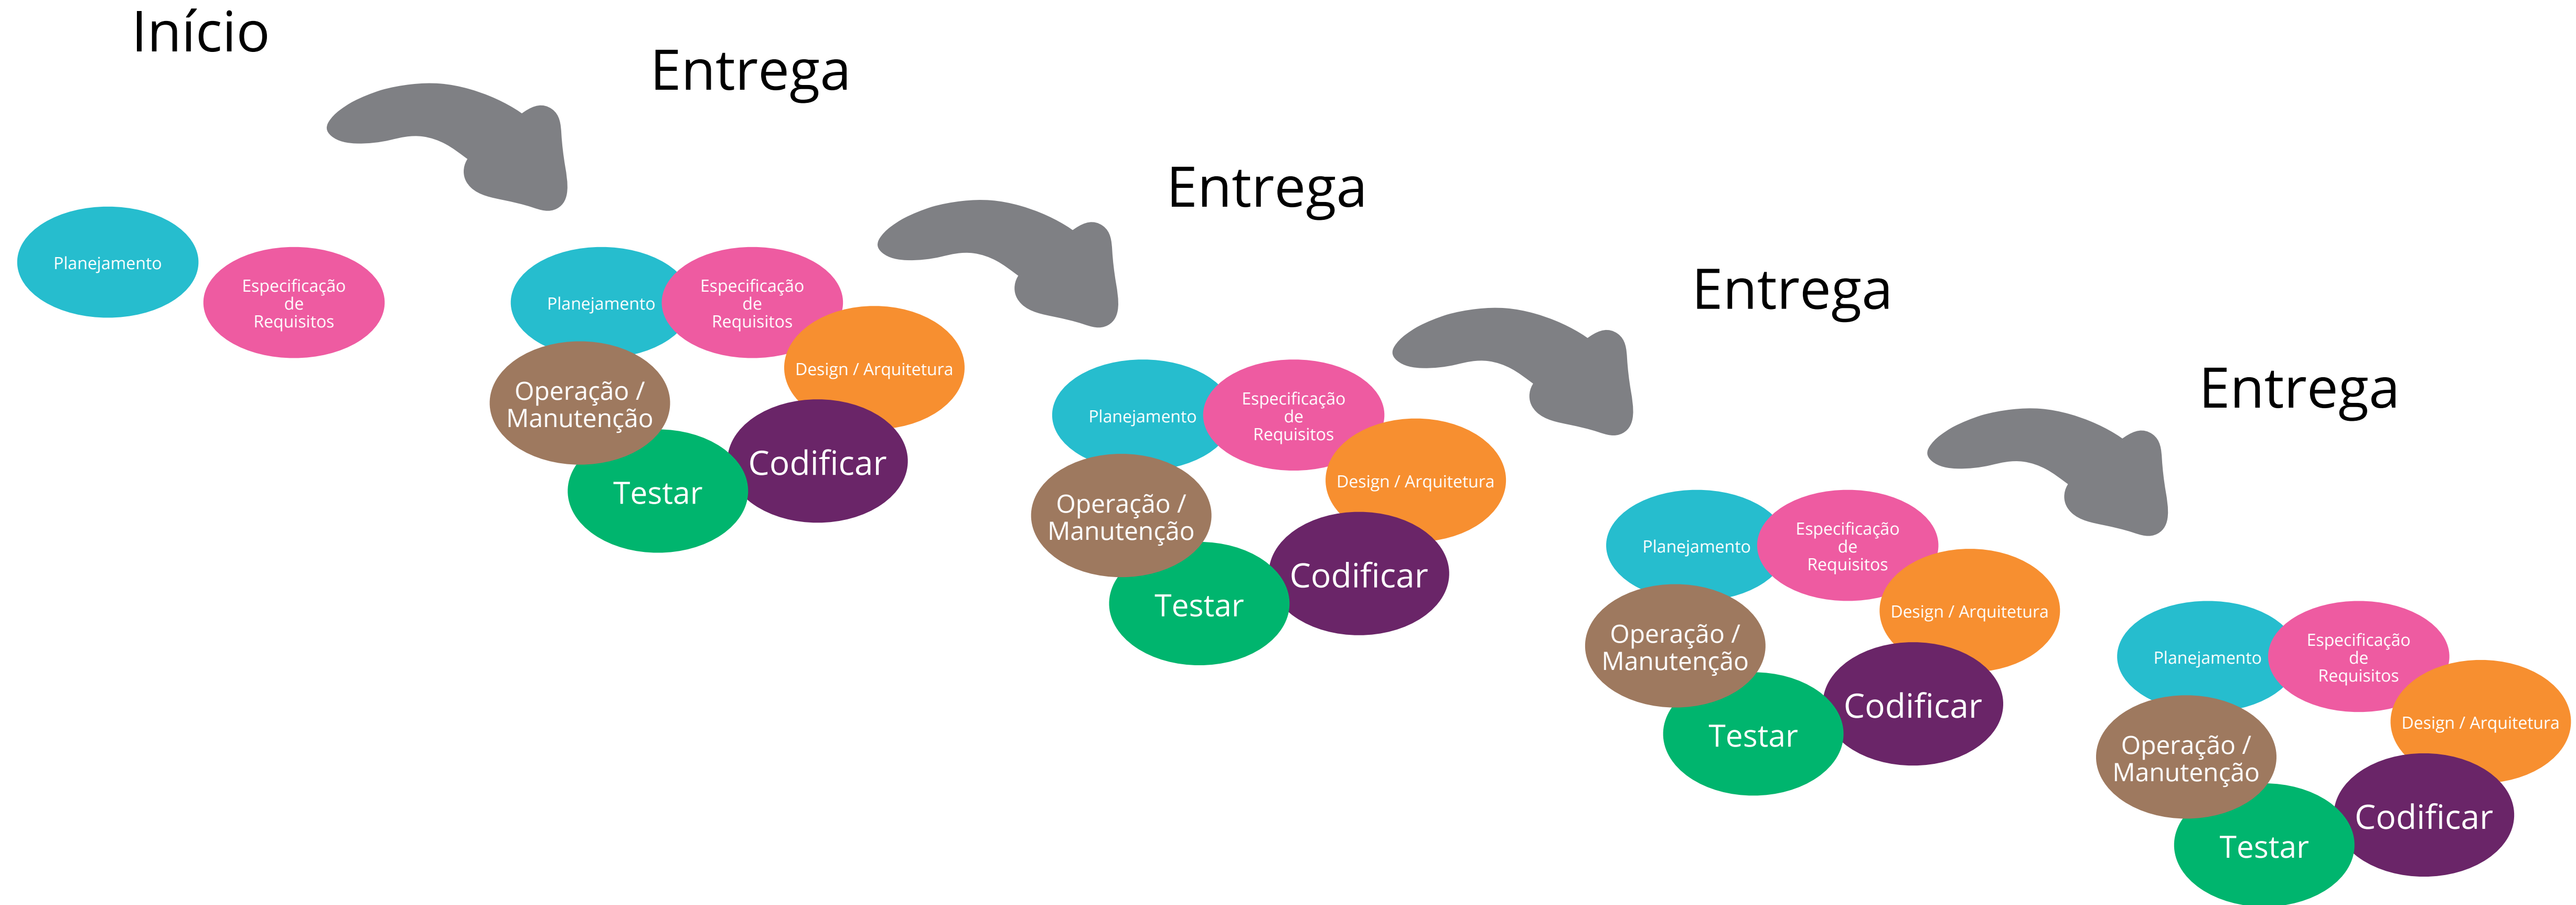 Início
Planejamento
Especificação
de
Requisitos
Entrega
Planejamento
Especificação
de
Requisitos
Design / Arquitetura
Codificar
Testar
Operação /
Manutenção
Entrega
Planejamento
Especificação
de
Requisitos
Design / Arquitetura
Codificar
Testar
Operação /
Manutenção
Entrega
Planejamento
Especificação
de
Requisitos
Design / Arquitetura
Codificar
Testar
Operação /
Manutenção
Entrega
Planejamento
Especificação
de
Requisitos
Design / Arquitetura
Codificar
Testar
Operação /
Manutenção